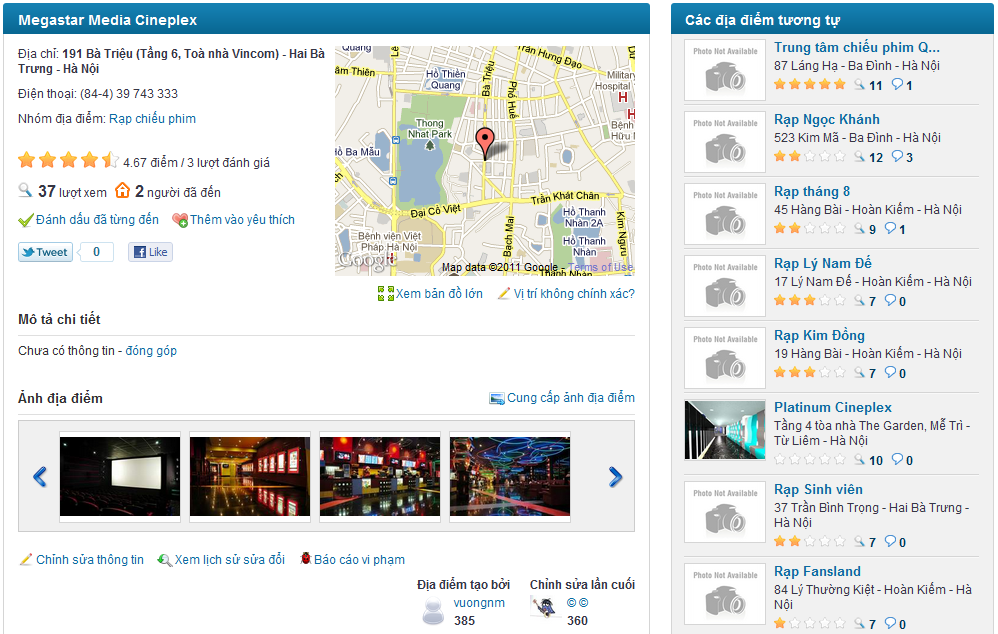 Megastar Media Cineplex
Địa chỉ: 191 Bà Triệu (Tầng 6, Toà nhà Vincom) - Hai Bà
Trưng - Hà Nội
Điện thoại: (84-4) 39 743 333
Nhóm địa điểm: Rạp chiếu phim
4.67 điểm / 3 lượt đánh giá
37 lượt xem 2 người đã đến
Đánh dấu đã từng đến Thêm vào yêu thích
Tweet 0 Like
Quang
Trần Hưng Đạo
Military
Hospital
H
H
âm Thiên
Hồ Thiên
Quang
Bà Triệu
Phố Huế
Thong
Nhat Park
Bệnh
Hữu
Hồ Ba Mẫu
Trần Khát Chân
Đại Cồ Việt
Hồ Thanh
Nhàn 2A
Bạch Mai
Kim Ngưu
Hồ Thanh
Nhàn
Bệnh viện Việt
Pháp Hà Nội
Google
Thanh Nhàn
Map data ©2011 Google - Terms of Use
Xem bản đồ lớn Vị trí không chính xác?
Mô tả chi tiết
Chưa có thông tin - đóng góp
Ảnh địa điểm Cung cấp ảnh địa điểm
Chỉnh sửa thông tin Xem lịch sử sửa đổi Báo cáo vi phạm
Địa điểm tạo bởi Chỉnh sửa lần cuối
vuongnm © ©
385 360
Các địa điểm tương tự
Photo Not Available
Trung tâm chiếu phim Q...
87 Láng Hạ - Ba Đình - Hà Nội
11 1
Photo Not Available
Rạp Ngọc Khánh
523 Kim Mã - Ba Đình - Hà Nội
12 3
Photo Not Available
Rạp tháng 8
45 Hàng Bài - Hoàn Kiếm - Hà Nội
9 1
Photo Not Available
Rạp Lý Nam Đế
17 Lý Nam Đế - Hoàn Kiếm - Hà Nội
7 0
Photo Not Available
Rạp Kim Đồng
19 Hàng Bài - Hoàn Kiếm - Hà Nội
7 0
Platinum Cineplex
Tầng 4 tòa nhà The Garden, Mễ Trì -
Từ Liêm - Hà Nội
10 0
Photo Not Available
Rạp Sinh viên
37 Trần Bình Trọng - Hai Bà Trưng -
Hà Nội
7 0
Photo Not Available
Rạp Fansland
84 Lý Thường Kiệt - Hoàn Kiếm - Hà
Nội
7 0